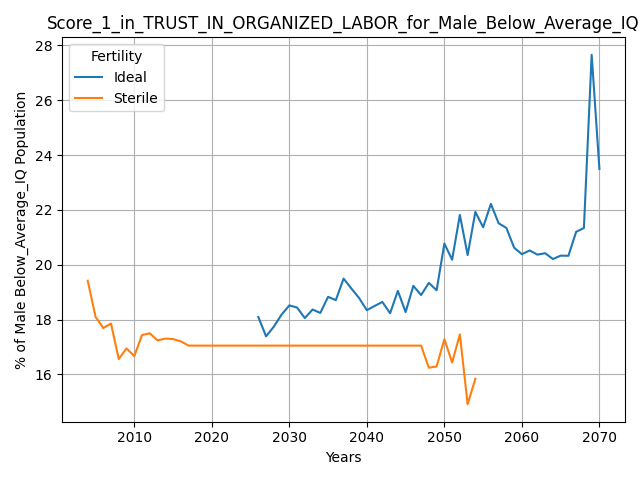 Score_1_in_TRUST_IN_ORGANIZED_LABOR_for_Male_Below_Average_IQ
Fertility
Ideal
Sterile
% of Male Below_Average_IQ Population
28
26
24
22
20
18
16
2010 2020 2030 2040 2050 2060 2070
Years